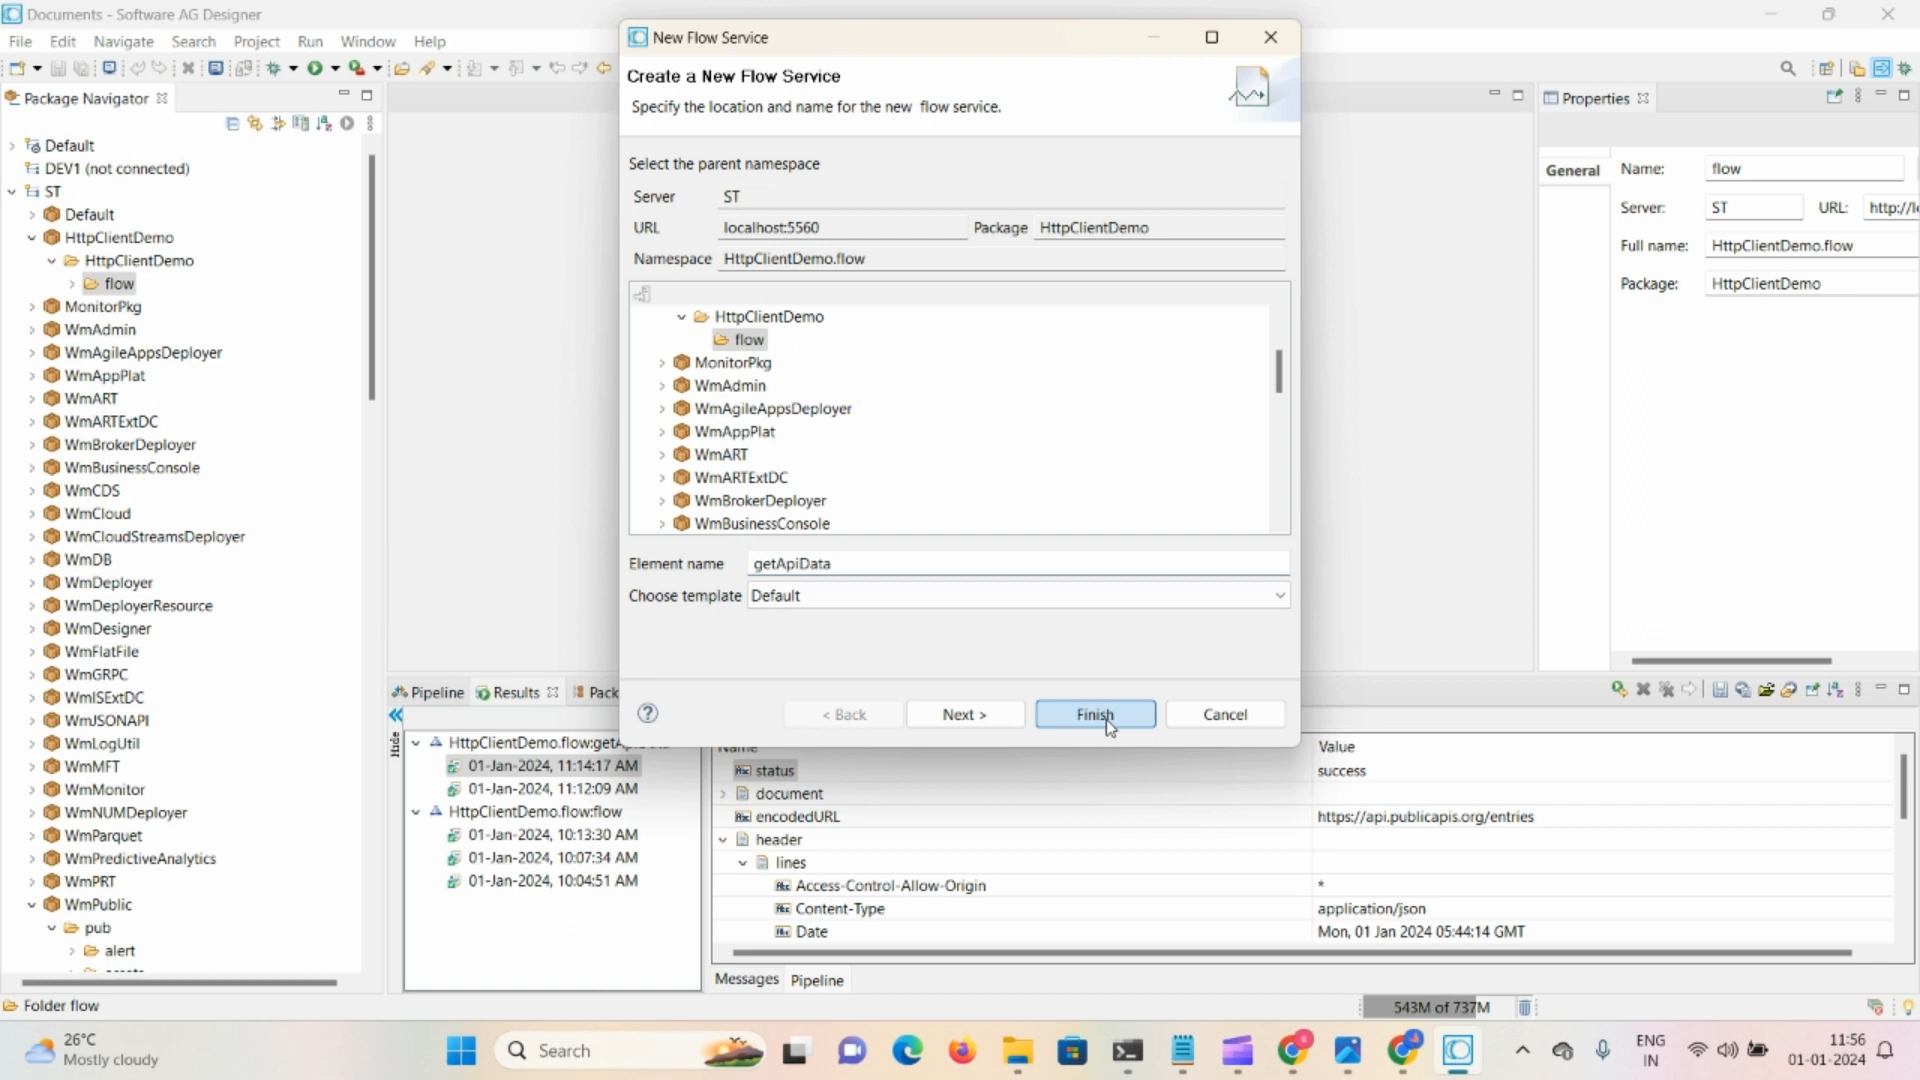 Documents - Software AG Designer
File Edit Navigate Search Project Run Window Help
Package Navigator
Default
DEV1 (not connected)
ST
Default
HttpClientDemo
HttpClientDemo
flow
MonitorPkg
WmAdmin
WmAgileAppsDeployer
WmAppPlat
WmART
WmARTExtDC
WmBrokerDeployer
WmBusinessConsole
WmCDS
WmCloud
WmCloudStreamsDeployer
WmDB
WmDeployer
WmDeployerResource
WmDesigner
WmFlatFile
WmGRPC
WmISExtDC
WmJSONAPI
WmLogUtil
WmMFT
WmMonitor
WmNUMDeployer
WmParquet
WmPredictiveAnalytics
WmPRT
WmPublic
pub
alert
Folder flow
New Flow Service
Create a New Flow Service
Specify the location and name for the new flow service.
Select the parent namespace
Server ST
URL localhost:5560 Package HttpClientDemo
Namespace HttpClientDemo.flow
HttpClientDemo
flow
MonitorPkg
WmAdmin
WmAgileAppsDeployer
WmAppPlat
WmART
WmARTExtDC
WmBrokerDeployer
WmBusinessConsole
Element name getApiData
Choose template Default
? < Back Next > Finish Cancel
Properties
General
Name: flow
Server: ST URL: http://l
Full name: HttpClientDemo.flow
Package: HttpClientDemo
Pipeline Results Pack
Hide
HttpClientDemo.flow:getApiData
01-Jan-2024, 11:14:17 AM
01-Jan-2024, 11:12:09 AM
HttpClientDemo.flow:flow
01-Jan-2024, 10:13:30 AM
01-Jan-2024, 10:07:34 AM
01-Jan-2024, 10:04:51 AM
Name Value
status success
document
encodedURL https://api.publicapis.org/entries
header
lines
Access-Control-Allow-Origin *
Content-Type application/json
Date Mon, 01 Jan 2024 05:44:14 GMT
Messages Pipeline
543M of 737M
26°C
Mostly cloudy
Search
ENG
IN
11:56
01-01-2024